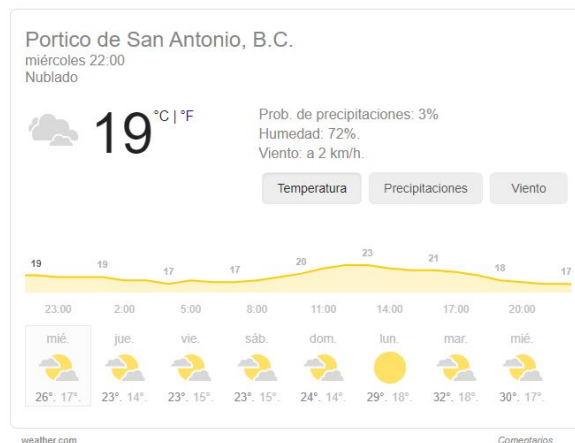 Portico de San Antonio, B.C.
miércoles 22:00
Nublado
19 °C | °F
Prob. de precipitaciones: 3%
Humedad: 72%.
Viento: a 2 km/h.
Temperatura Precipitaciones Viento
19 19 17 17 20 23 21 18 17
23:00 2:00 5:00 8:00 11:00 14:00 17:00 20:00
mié. jue. vie. sáb. dom. lun. mar. mié.
26°. 17°. 23°. 14°. 23°. 15°. 23°. 15°. 24°. 14°. 29°. 18°. 32°. 18°. 30°. 17°.
weather.com Comentarios